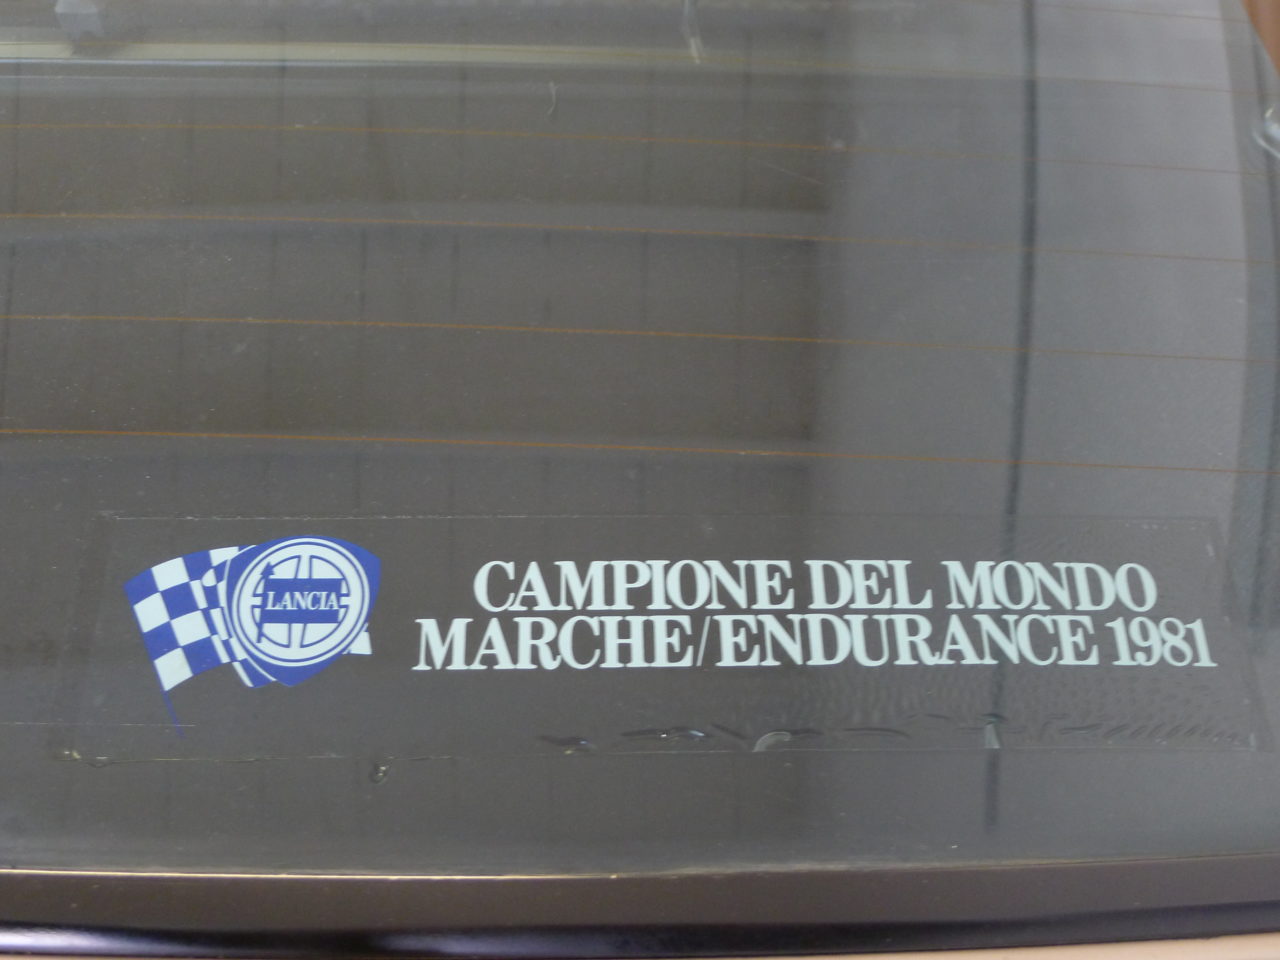 LANCIA
CAMPIONE DEL MONDO
MARCHE/ENDURANCE 1981